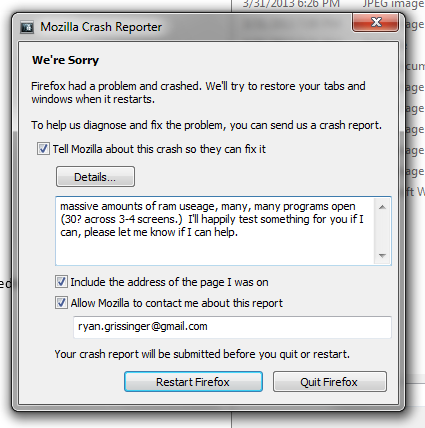 3/31/2013 6:26 PM JPEG image
Mozilla Crash Reporter
We're Sorry
Firefox had a problem and crashed. We'll try to restore your tabs and
windows when it restarts.
To help us diagnose and fix the problem, you can send us a crash report.
Tell Mozilla about this crash so they can fix it
Details...
massive amounts of ram useage, many, many programs open
(30? across 3-4 screens.)  I'll happily test something for you if I
can, please let me know if I can help.
Include the address of the page I was on
Allow Mozilla to contact me about this report
ryan.grissinger@gmail.com
Your crash report will be submitted before you quit or restart.
Restart Firefox
Quit Firefox